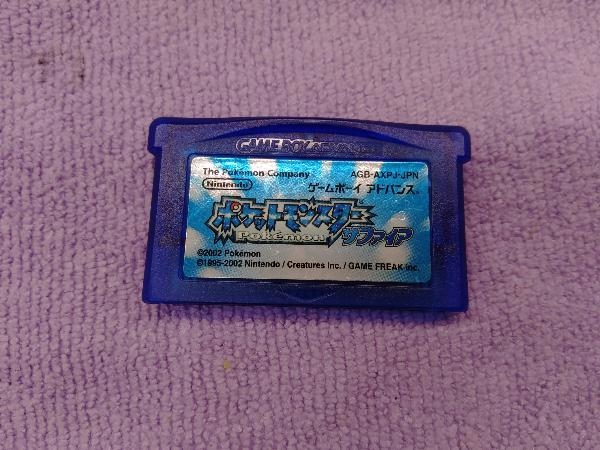 GAME BOY ADVANCE
The Pokémon Company AGB-AXPJ-JPN
Nintendo ゲームボーイ アドバンス
ポケットモンスター
Pokémon サファイア
©2002 Pokémon
©1995-2002 Nintendo / Creatures Inc. / GAME FREAK inc.